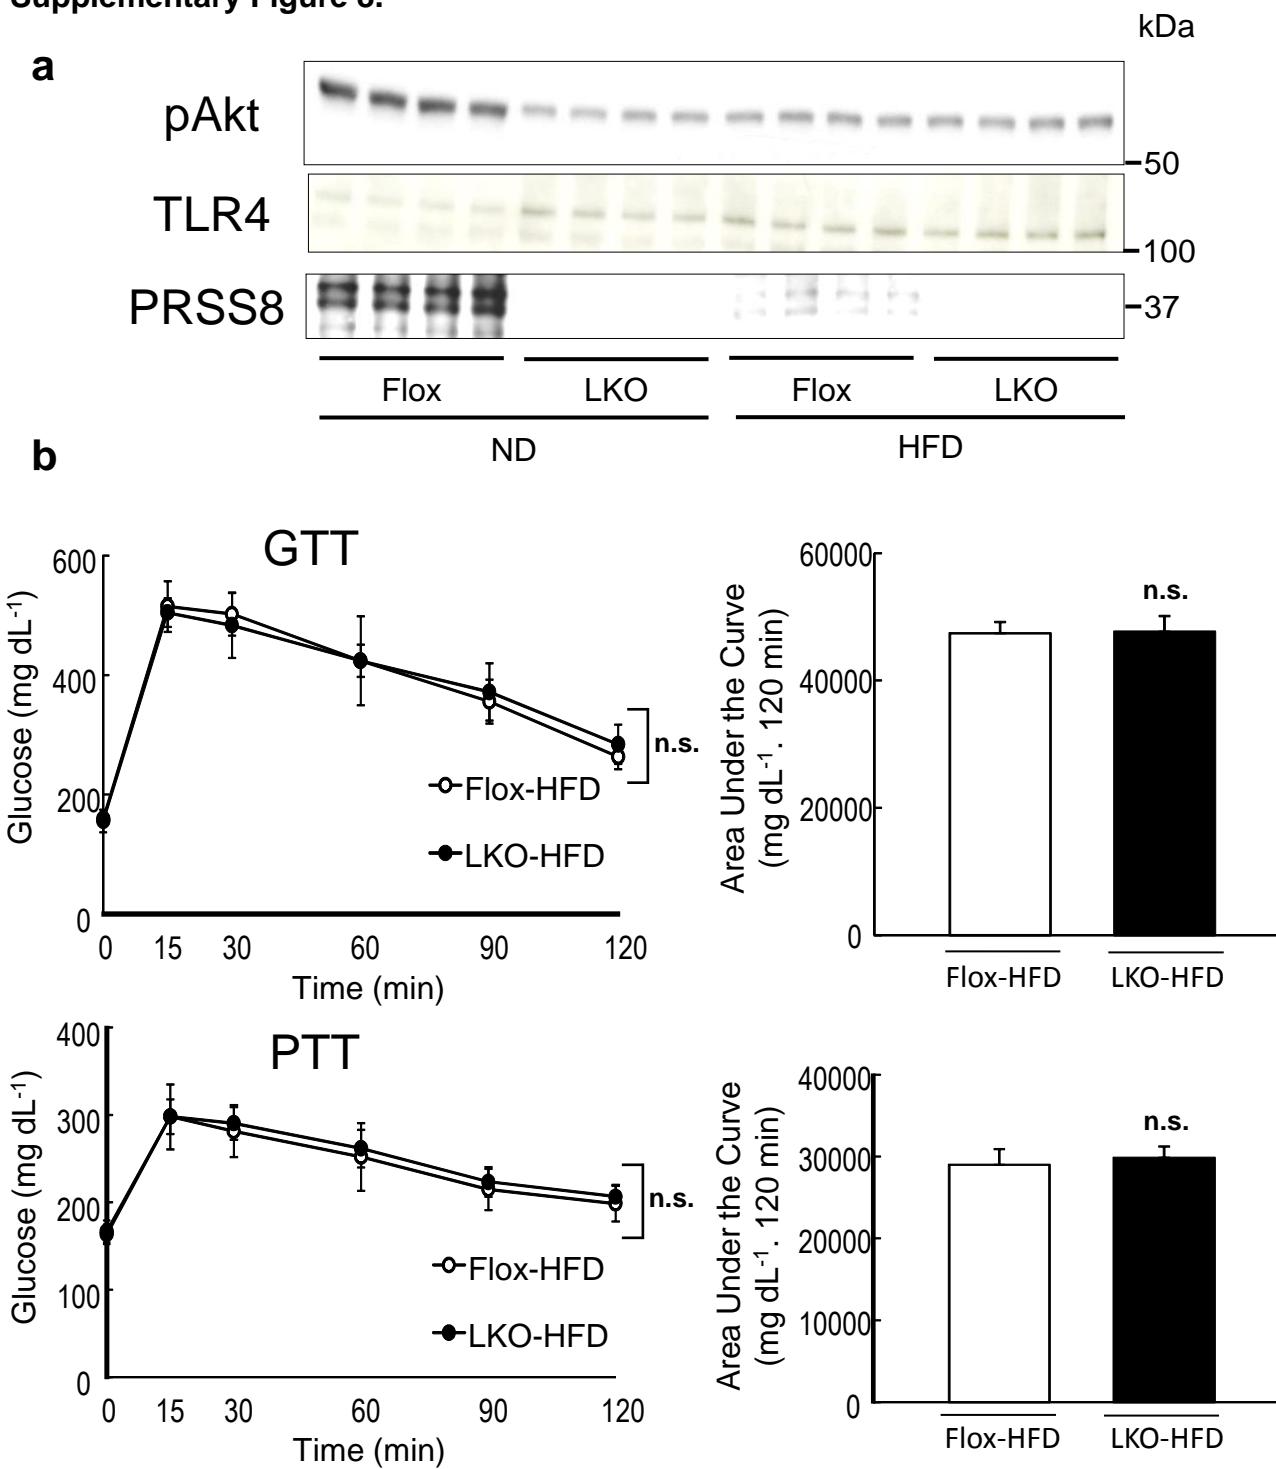 Supplementary Figure 8.
kDa
a
pAkt
50
TLR4
100
PRSS8
37
Flox LKO Flox LKO
ND HFD
b
GTT
Glucose (mg dL-1)
600
400
200
0
0 15 30 60 90 120
Time (min)
n.s.
Flox-HFD
LKO-HFD
Area Under the Curve
(mg dL-1. 120 min)
60000
40000
20000
0
n.s.
Flox-HFD LKO-HFD
PTT
Glucose (mg dL-1)
400
300
200
100
0
0 15 30 60 90 120
Time (min)
n.s.
Flox-HFD
LKO-HFD
Area Under the Curve
(mg dL-1. 120 min)
40000
30000
20000
10000
0
n.s.
Flox-HFD LKO-HFD